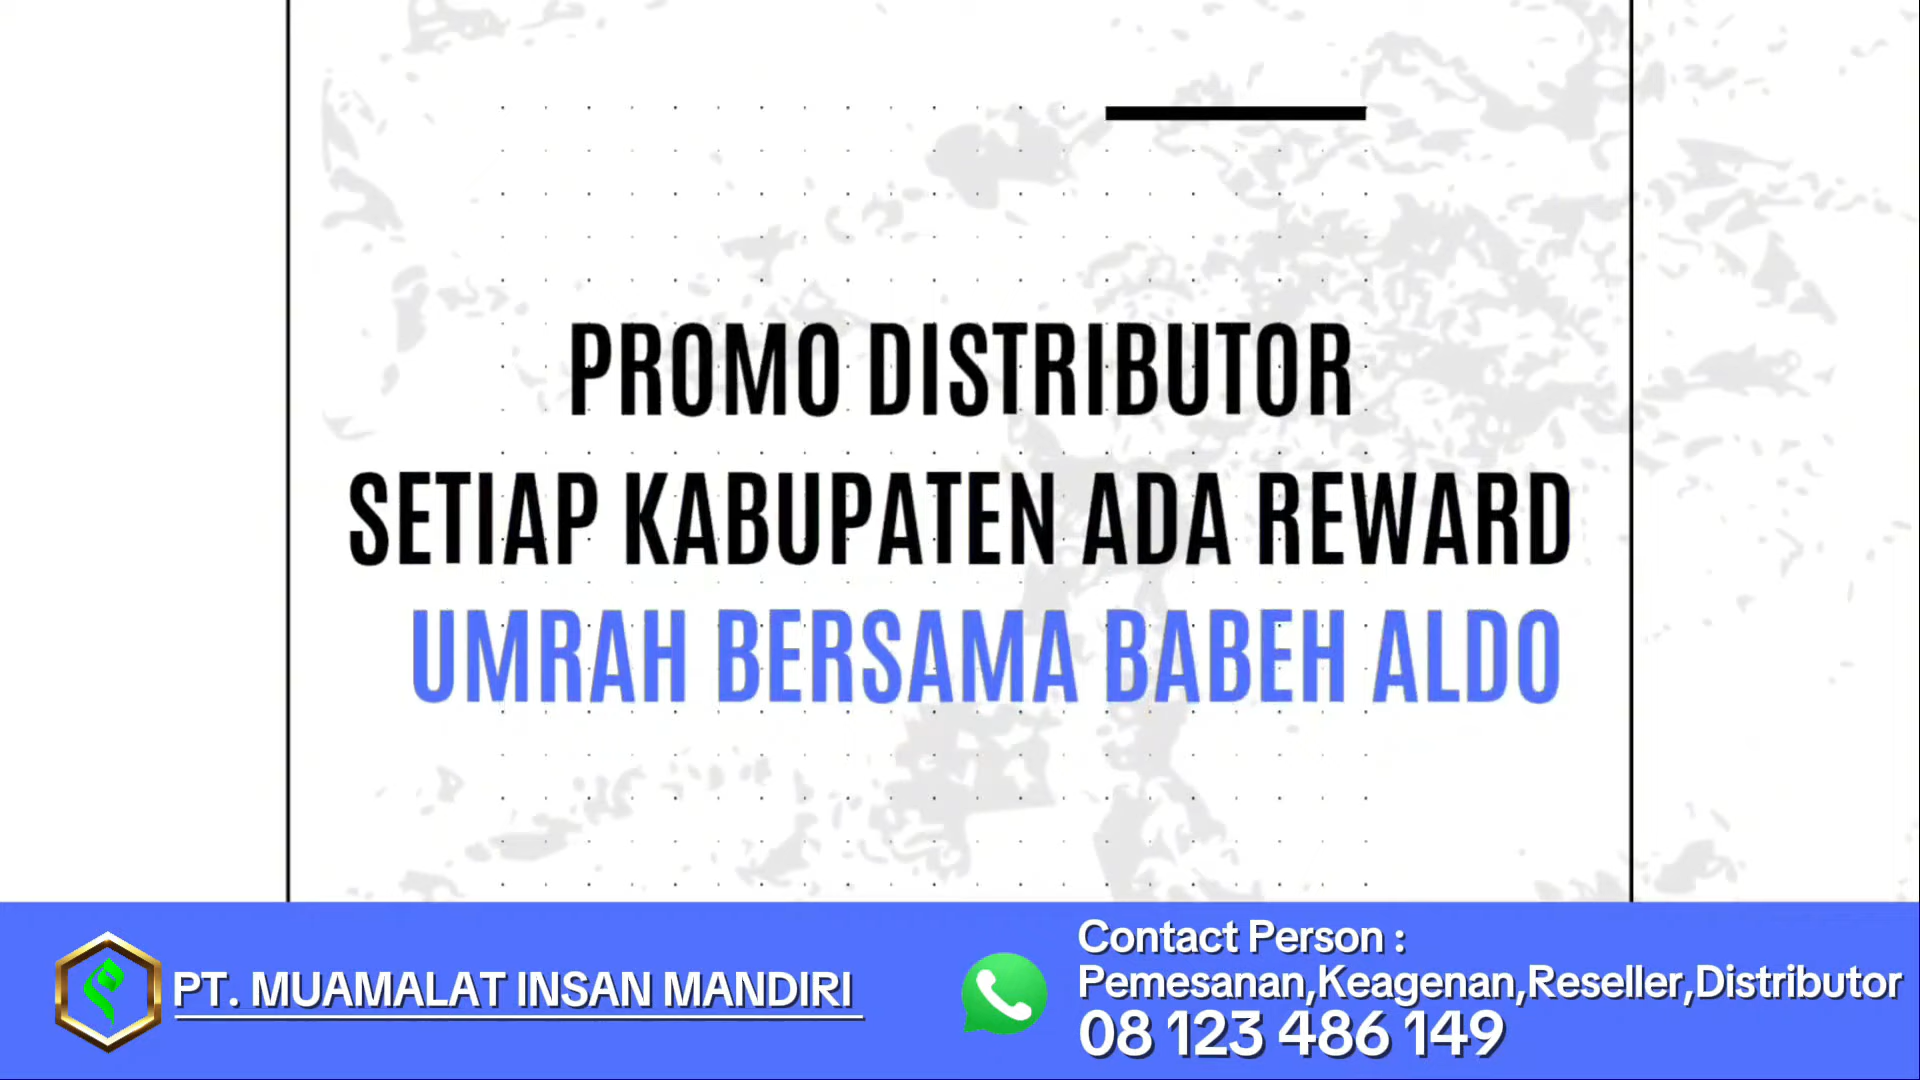 PROMO DISTRIBUTOR
SETIAP KABUPATEN ADA REWARD
UMRAH BERSAMA BABEH ALDO
PT. MUAMALAT INSAN MANDIRI
Contact Person :
Pemesanan,Keagenan,Reseller,Distributor
08 123 486 149